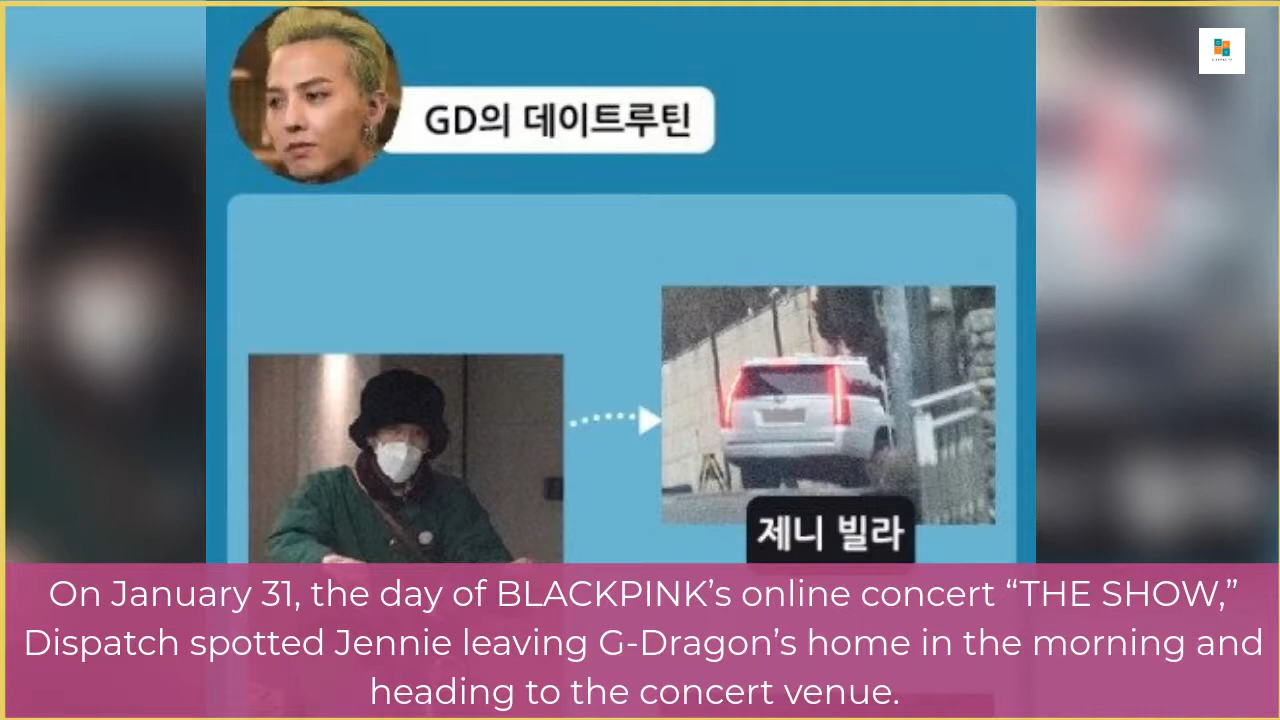 GD의 데이트루틴
제니 빌라
On January 31, the day of BLACKPINK’s online concert “THE SHOW,”
Dispatch spotted Jennie leaving G-Dragon’s home in the morning and
heading to the concert venue.